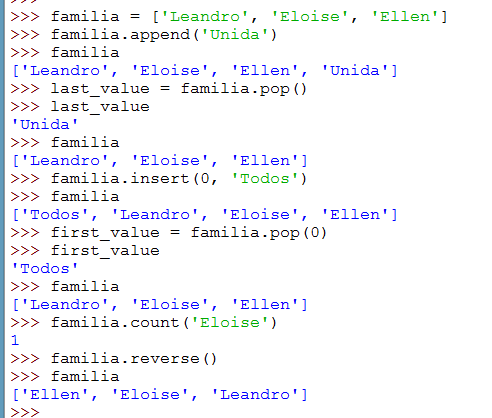 >>> familia = ['Leandro', 'Eloise', 'Ellen']
>>> familia.append('Unida')
>>> familia
['Leandro', 'Eloise', 'Ellen', 'Unida']
>>> last_value = familia.pop()
>>> last_value
'Unida'
>>> familia
['Leandro', 'Eloise', 'Ellen']
>>> familia.insert(0, 'Todos')
>>> familia
['Todos', 'Leandro', 'Eloise', 'Ellen']
>>> first_value = familia.pop(0)
>>> first_value
'Todos'
>>> familia
['Leandro', 'Eloise', 'Ellen']
>>> familia.count('Eloise')
1
>>> familia.reverse()
>>> familia
['Ellen', 'Eloise', 'Leandro']
>>>